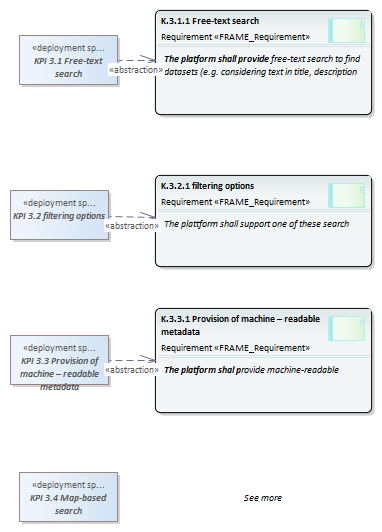 K.3.1.1 Free-text search
Requirement «FRAME_Requirement»
«deployment sp...
KPI 3.1 Free-text
search
«abstraction»
The platform shall provide free-text search to find
datasets (e.g. considering text in title, description
K.3.2.1 filtering options
Requirement «FRAME_Requirement»
«deployment sp...
KPI 3.2 filtering options
«abstraction»
The plattform shall support one of these search
K.3.3.1 Provision of machine – readable
metadata
Requirement «FRAME_Requirement»
«deployment sp...
KPI 3.3 Provision of
machine – readable
metadata
«abstraction»
The platform shal provide machine-readable
«deployment sp...
KPI 3.4 Map-based
search
See more